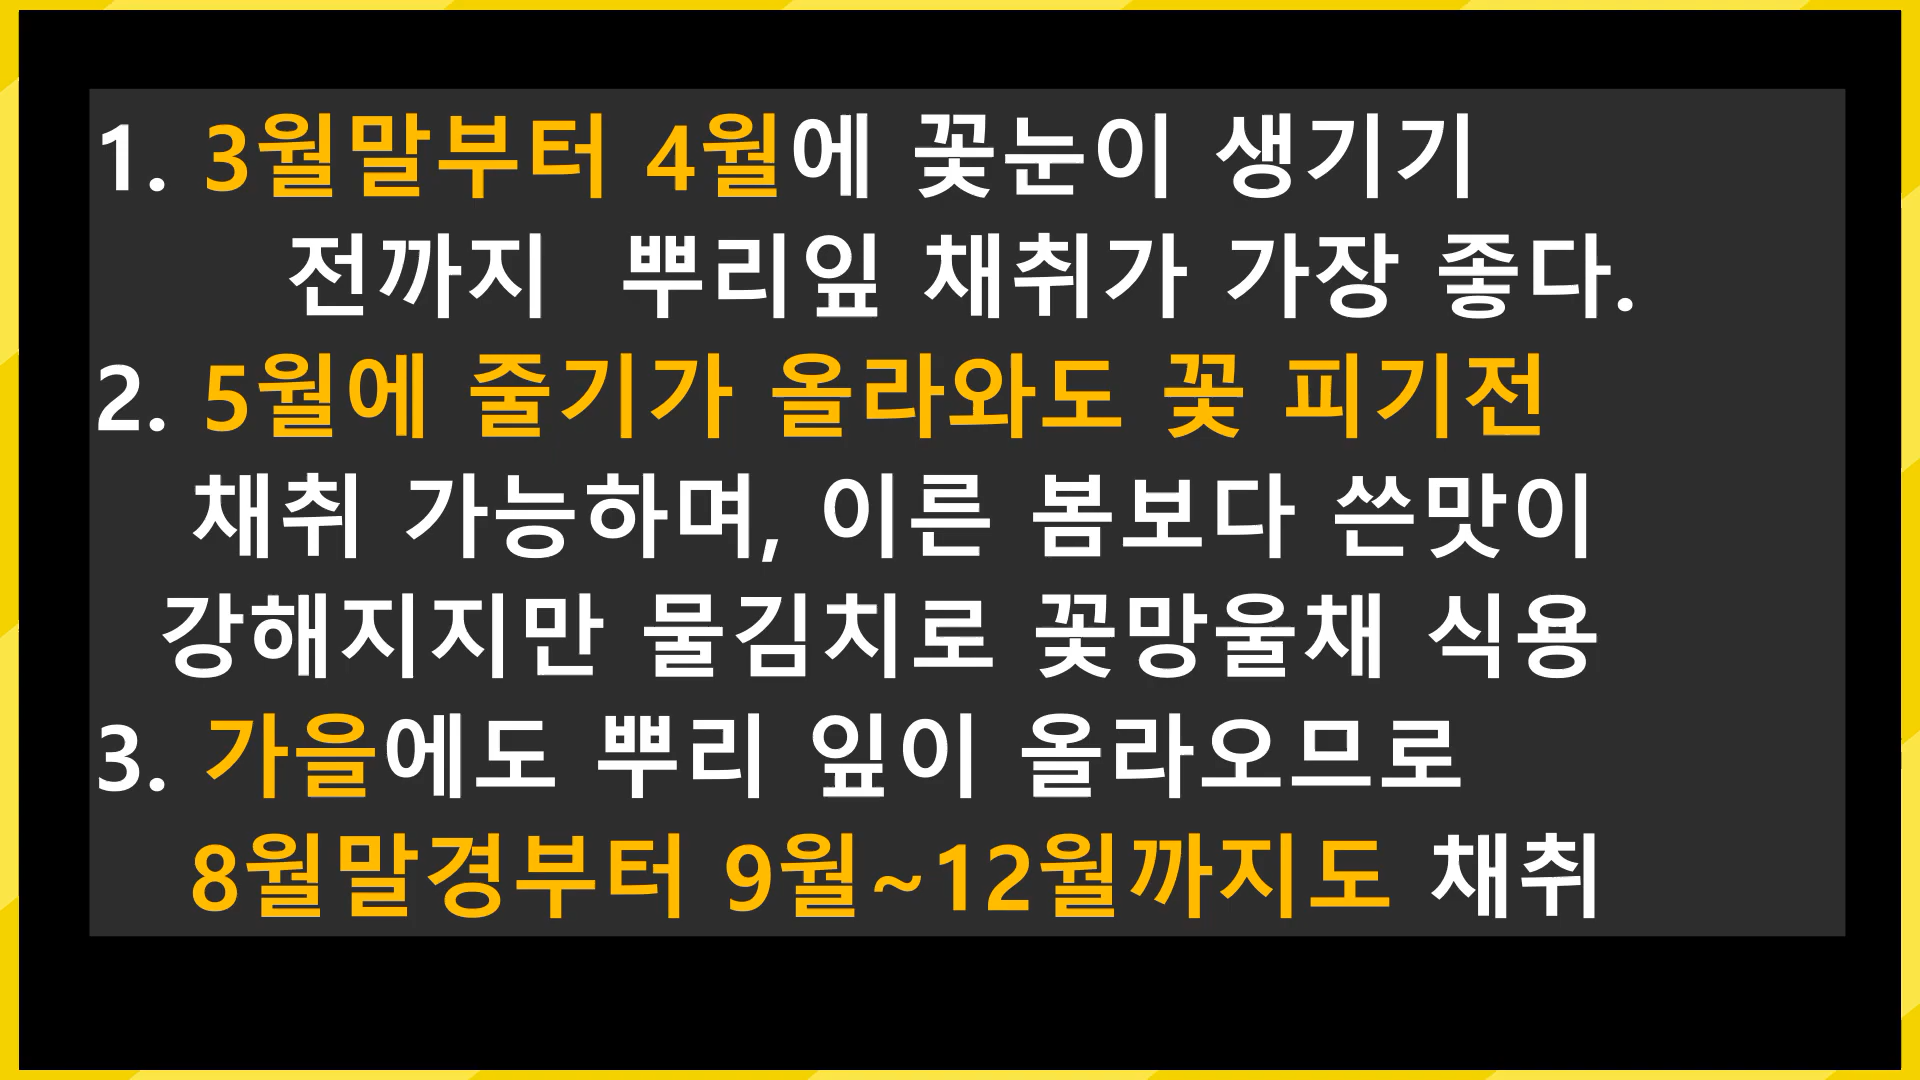 1. 3월말부터 4월에 꽃눈이 생기기
전까지 뿌리잎 채취가 가장 좋다.
2. 5월에 줄기가 올라와도 꽃 피기전
채취 가능하며, 이른 봄보다 쓴맛이
강해지지만 물김치로 꽃망울채 식용
3. 가을에도 뿌리 잎이 올라오므로
8월말경부터 9월~12월까지도 채취